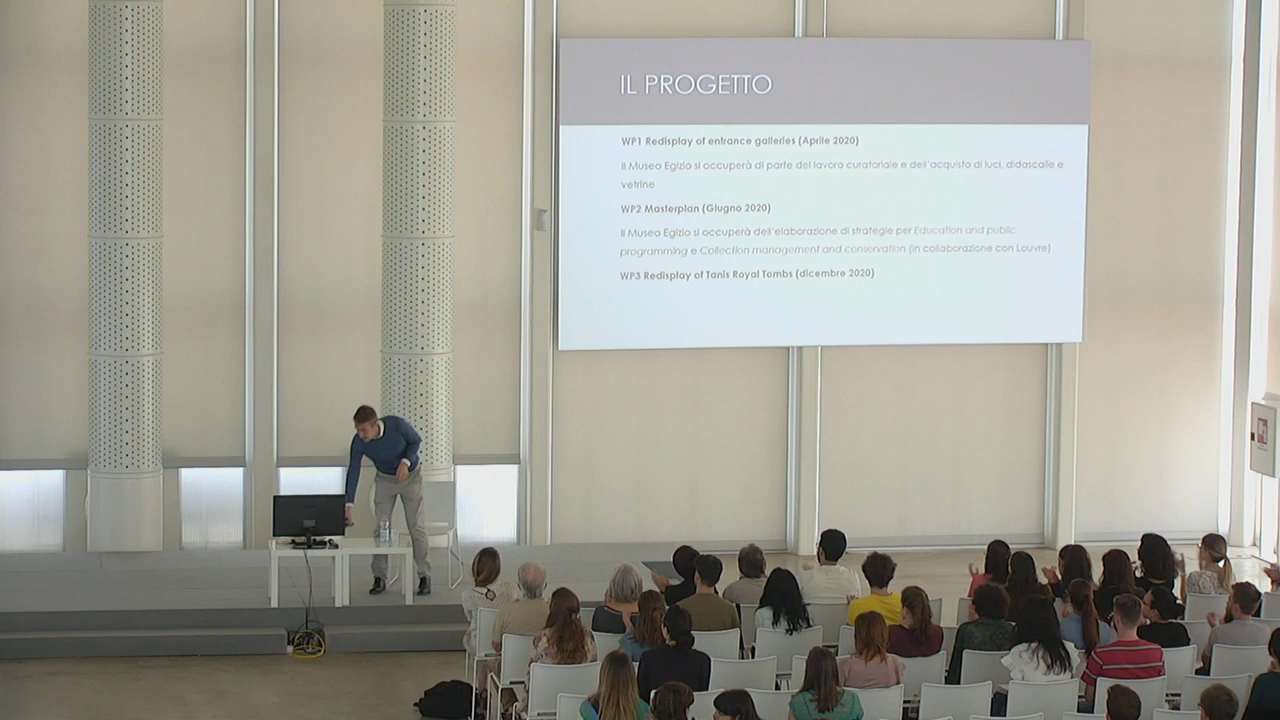 IL PROGETTO
WP1 Redisplay of entrance galleries (Aprile 2020)
Il Museo Egizio si occuperà di parte del lavoro curatoriale e dell'acquisto di luci, didascalie e
vetrine
WP2 Masterplan (Giugno 2020)
Il Museo Egizio si occuperà dell'elaborazione di strategie per Education and public
programming e Collection management and conservation (in collaborazione con Louvre)
WP3 Redisplay of Tanis Royal Tombs (dicembre 2020)